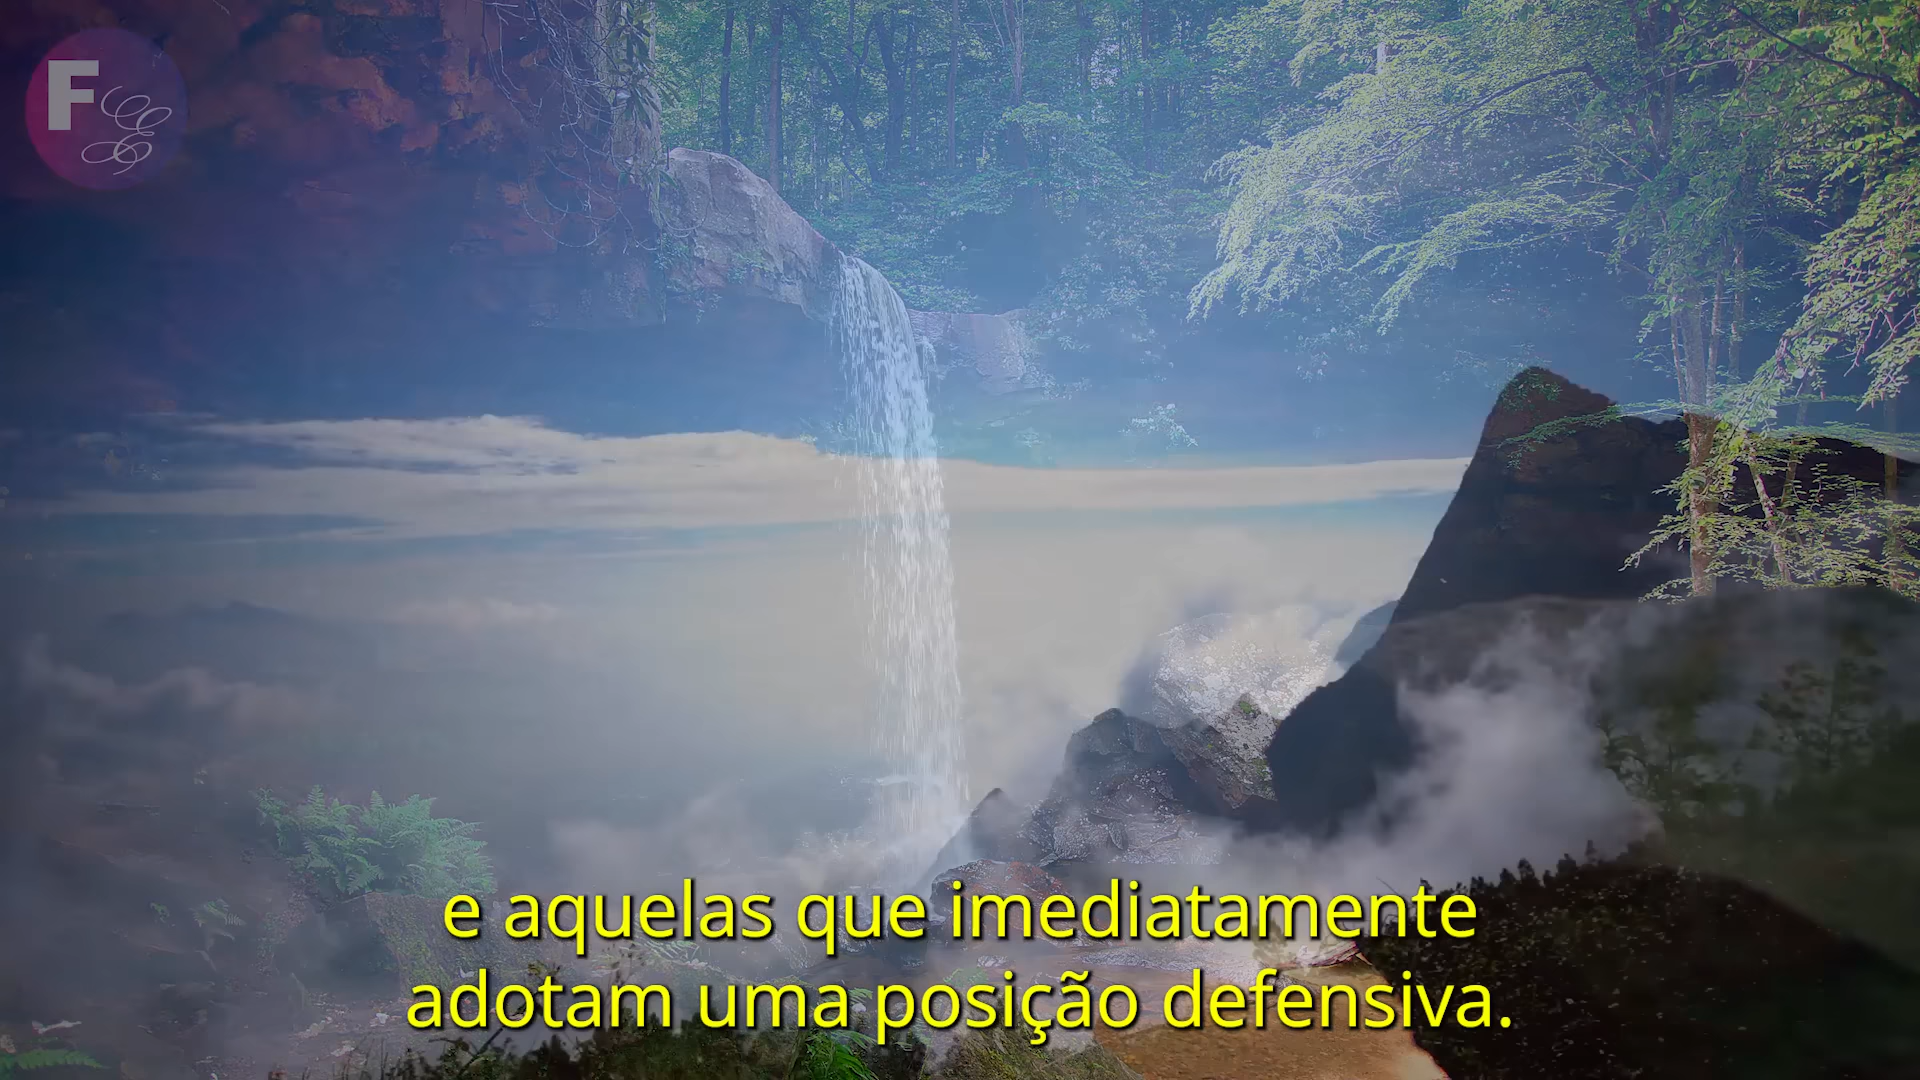 F
e aquelas que imediatamente
adotam uma posição defensiva.